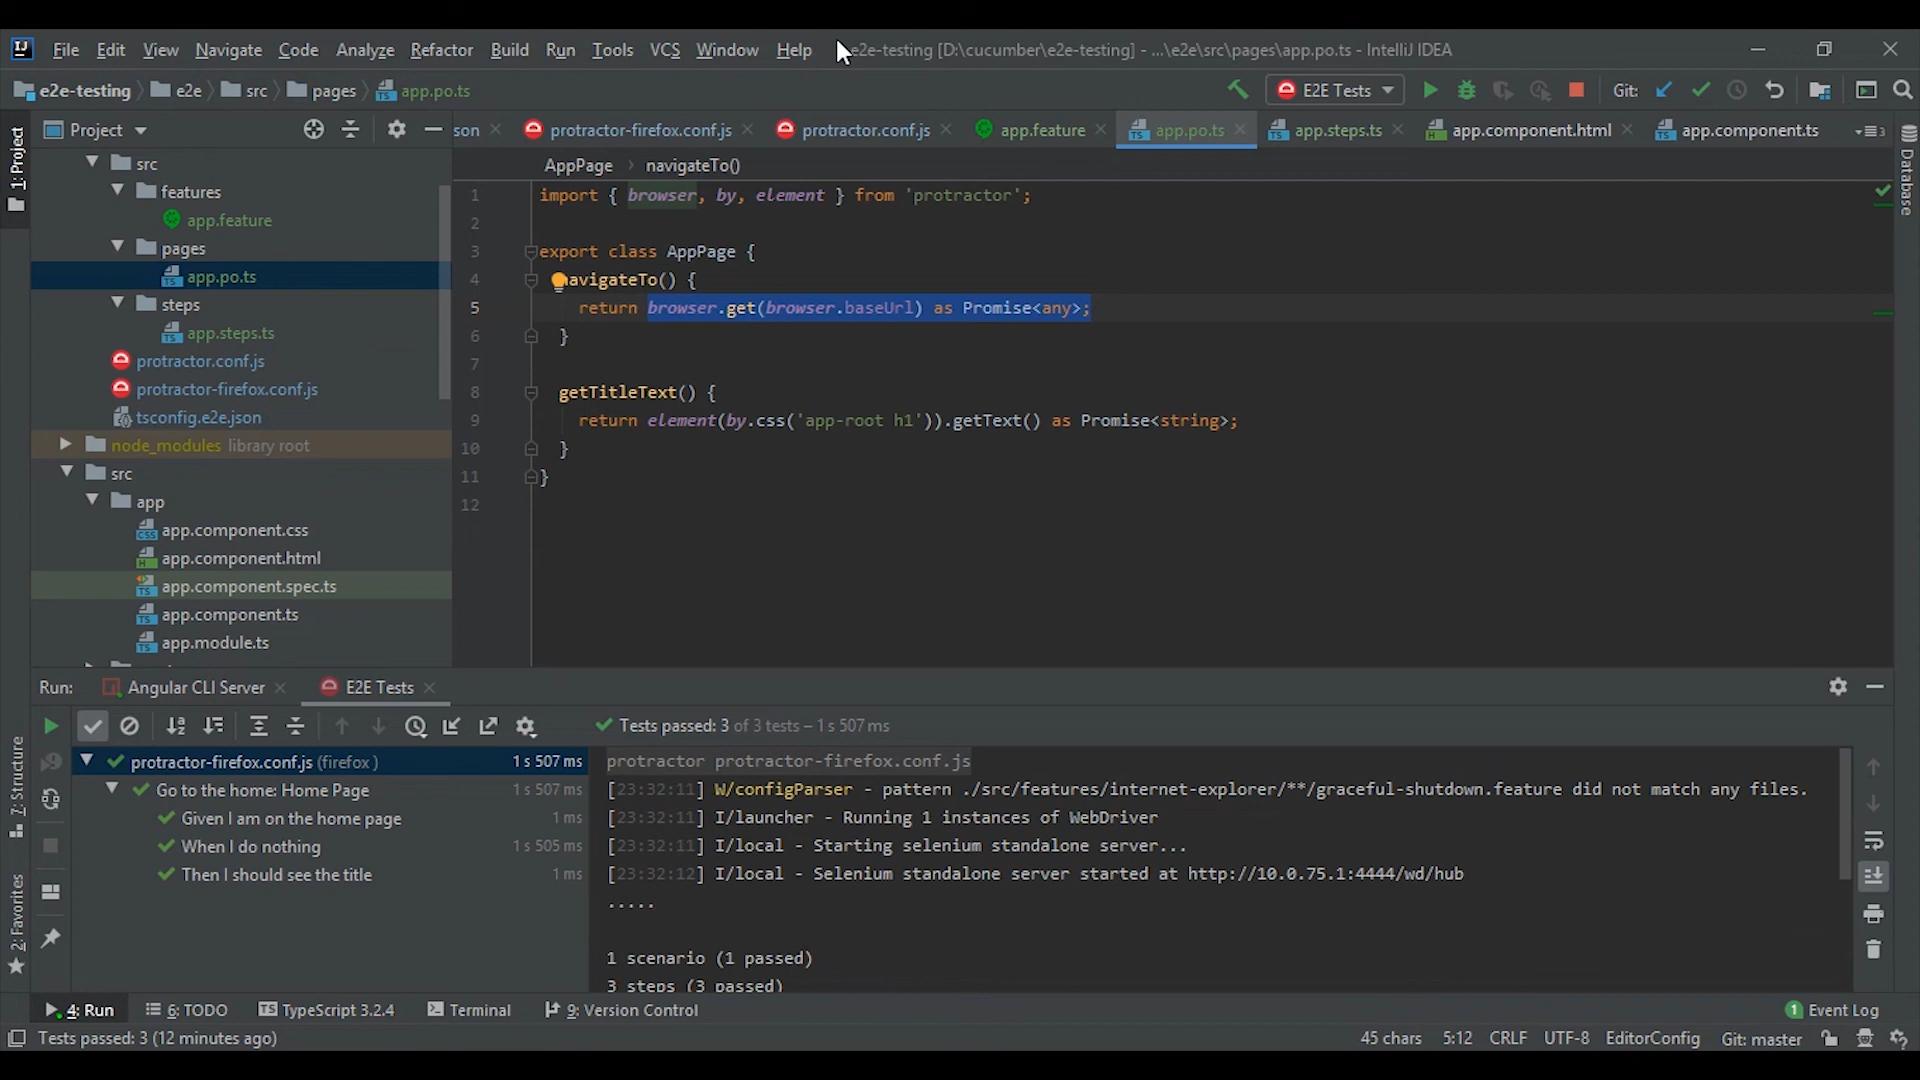 File Edit View Navigate Code Analyze Refactor Build Run Tools VCS Window Help e2e-testing [D:\cucumber\e2e-testing] - ...\e2e\src\pages\app.po.ts - IntelliJ IDEA
e2e-testing e2e src pages app.po.ts E2E Tests Git:
Project son protractor-firefox.conf.js protractor.conf.js app.feature app.po.ts app.steps.ts app.component.html app.component.ts 3
1: Project
Database
AppPage navigateTo()
src
features
app.feature
pages
app.po.ts
steps
app.steps.ts
protractor.conf.js
protractor-firefox.conf.js
tsconfig.e2e.json
node_modules library root
src
app
app.component.css
app.component.html
app.component.spec.ts
app.component.ts
app.module.ts
1 import { browser, by, element } from 'protractor';
2
3 export class AppPage {
4 avigateTo() {
5 return browser.get(browser.baseUrl) as Promise<any>;
6 }
7
8 getTitleText() {
9 return element(by.css('app-root h1')).getText() as Promise<string>;
10 }
11 }
12
Run: Angular CLI Server E2E Tests
Tests passed: 3 of 3 tests – 1 s 507 ms
7: Structure
2: Favorites
protractor-firefox.conf.js (firefox ) 1 s 507 ms
Go to the home: Home Page 1 s 507 ms
Given I am on the home page 1 ms
When I do nothing 1 s 505 ms
Then I should see the title 1 ms
protractor protractor-firefox.conf.js
[23:32:11] W/configParser - pattern ./src/features/internet-explorer/**/graceful-shutdown.feature did not match any files.
[23:32:11] I/launcher - Running 1 instances of WebDriver
[23:32:11] I/local - Starting selenium standalone server...
[23:32:12] I/local - Selenium standalone server started at http://10.0.75.1:4444/wd/hub
.....
1 scenario (1 passed)
3 steps (3 passed)
4: Run 6: TODO TypeScript 3.2.4 Terminal 9: Version Control 1 Event Log
Tests passed: 3 (12 minutes ago) 45 chars 5:12 CRLF UTF-8 EditorConfig Git: master